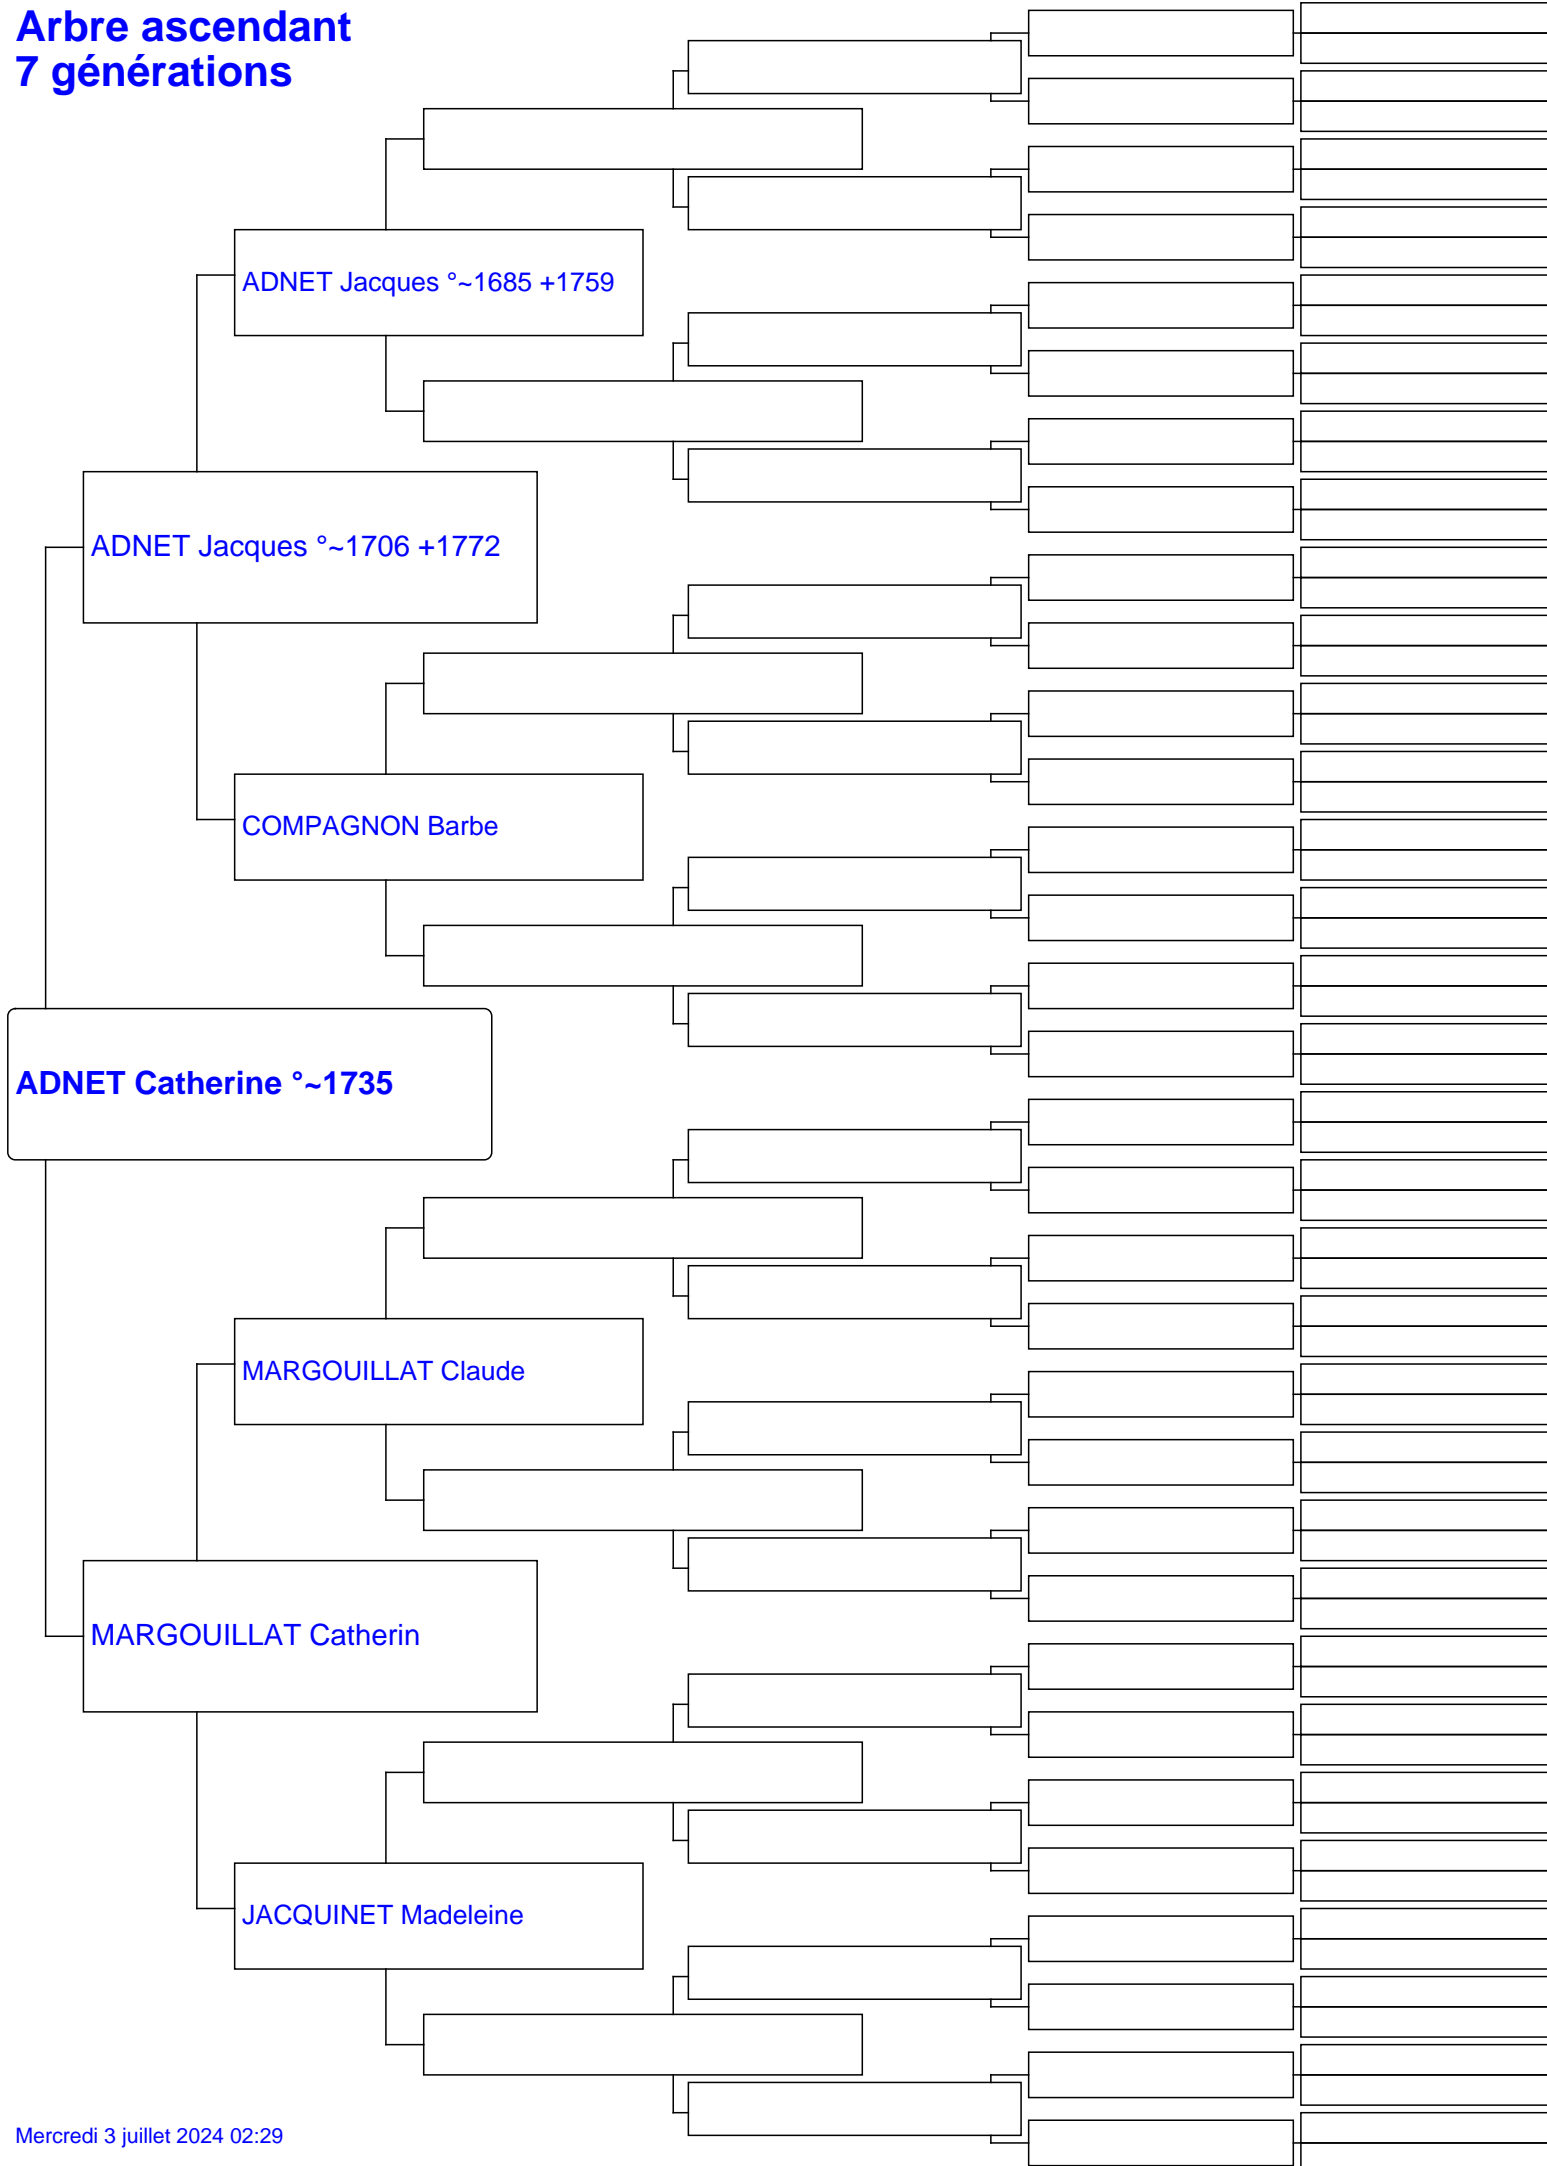 Arbre ascendant
7 générations
ADNET Jacques °~1685 +1759
ADNET Jacques °~1706 +1772
COMPAGNON Barbe
ADNET Catherine °~1735
MARGOUILLAT Claude
MARGOUILLAT Catherin
JACQUINET Madeleine
Mercredi 3 juillet 2024 02:29